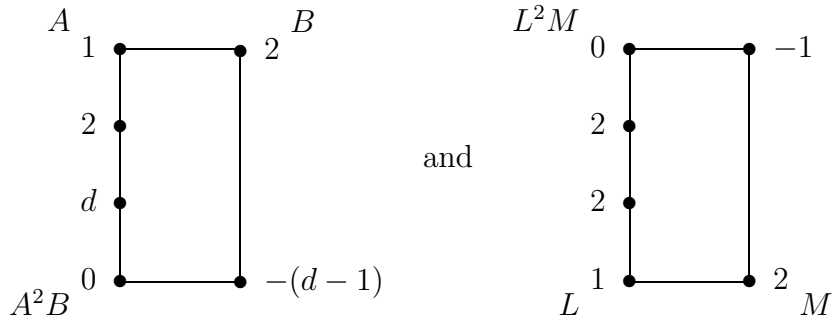 A B L²M
1 2 0 −1
2 2
and
d 2
0 −(d − 1) 1 2
A²B L M